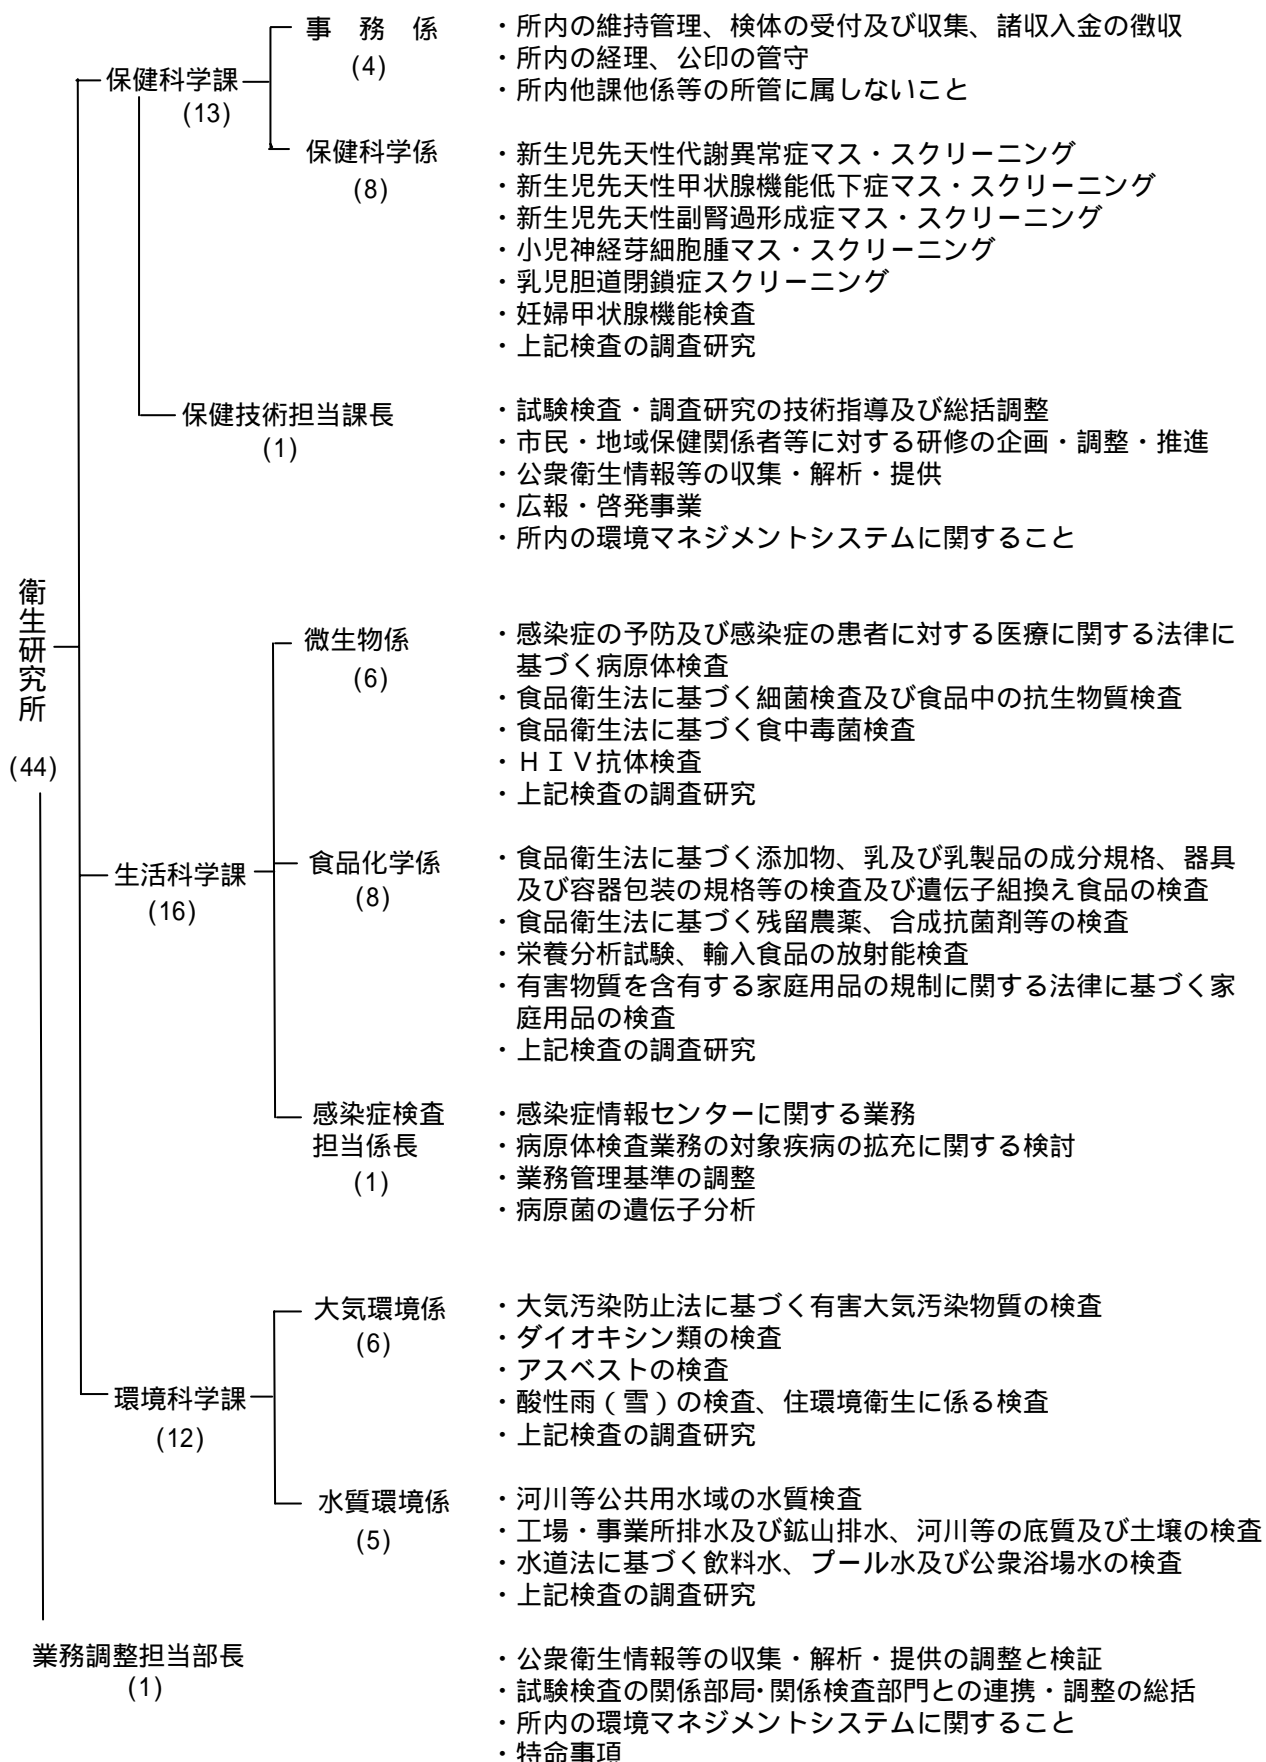 衛生研究所
(44)
保健科学課
(13)
事　務　係
(4)
・所内の維持管理、検体の受付及び収集、諸収入金の徴収
・所内の経理、公印の管守
・所内他課他係等の所管に属しないこと
保健科学係
(8)
・新生児先天性代謝異常症マス・スクリーニング
・新生児先天性甲状腺機能低下症マス・スクリーニング
・新生児先天性副腎過形成症マス・スクリーニング
・小児神経芽細胞腫マス・スクリーニング
・乳児胆道閉鎖症スクリーニング
・妊婦甲状腺機能検査
・上記検査の調査研究
保健技術担当課長
(1)
・試験検査・調査研究の技術指導及び総括調整
・市民・地域保健関係者等に対する研修の企画・調整・推進
・公衆衛生情報等の収集・解析・提供
・広報・啓発事業
・所内の環境マネジメントシステムに関すること
生活科学課
(16)
微生物係
(6)
・感染症の予防及び感染症の患者に対する医療に関する法律に
基づく病原体検査
・食品衛生法に基づく細菌検査及び食品中の抗生物質検査
・食品衛生法に基づく食中毒菌検査
・ＨＩＶ抗体検査
・上記検査の調査研究
食品化学係
(8)
・食品衛生法に基づく添加物、乳及び乳製品の成分規格、器具
及び容器包装の規格等の検査及び遺伝子組換え食品の検査
・食品衛生法に基づく残留農薬、合成抗菌剤等の検査
・栄養分析試験、輸入食品の放射能検査
・有害物質を含有する家庭用品の規制に関する法律に基づく家
庭用品の検査
・上記検査の調査研究
感染症検査
担当係長
(1)
・感染症情報センターに関する業務
・病原体検査業務の対象疾病の拡充に関する検討
・業務管理基準の調整
・病原菌の遺伝子分析
環境科学課
(12)
大気環境係
(6)
・大気汚染防止法に基づく有害大気汚染物質の検査
・ダイオキシン類の検査
・アスベストの検査
・酸性雨（雪）の検査、住環境衛生に係る検査
・上記検査の調査研究
水質環境係
(5)
・河川等公共用水域の水質検査
・工場・事業所排水及び鉱山排水、河川等の底質及び土壌の検査
・水道法に基づく飲料水、プール水及び公衆浴場水の検査
・上記検査の調査研究
業務調整担当部長
(1)
・公衆衛生情報等の収集・解析・提供の調整と検証
・試験検査の関係部局・関係検査部門との連携・調整の総括
・所内の環境マネジメントシステムに関すること
・特命事項